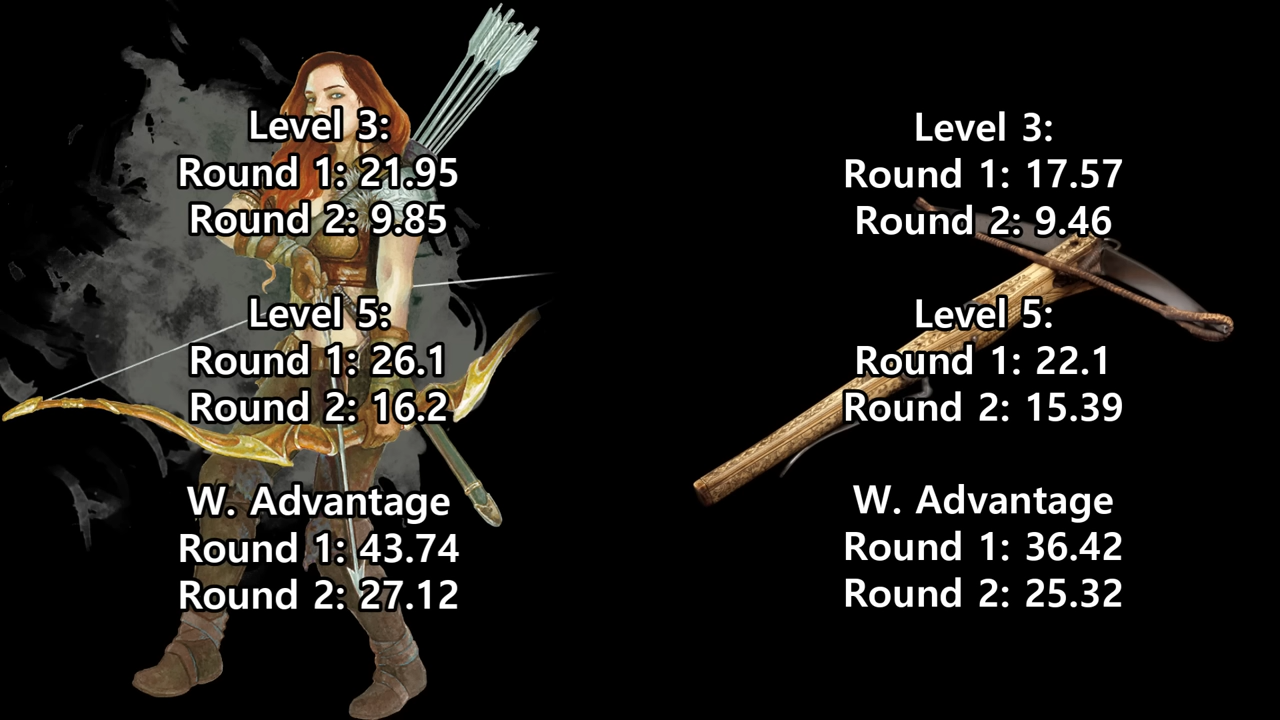 Level 3:
Round 1: 21.95
Round 2: 9.85
Level 5:
Round 1: 26.1
Round 2: 16.2
W. Advantage
Round 1: 43.74
Round 2: 27.12
Level 3:
Round 1: 17.57
Round 2: 9.46
Level 5:
Round 1: 22.1
Round 2: 15.39
W. Advantage
Round 1: 36.42
Round 2: 25.32